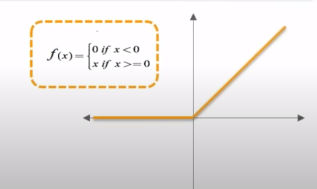 f(x) = { 0 if x < 0
x if x >= 0